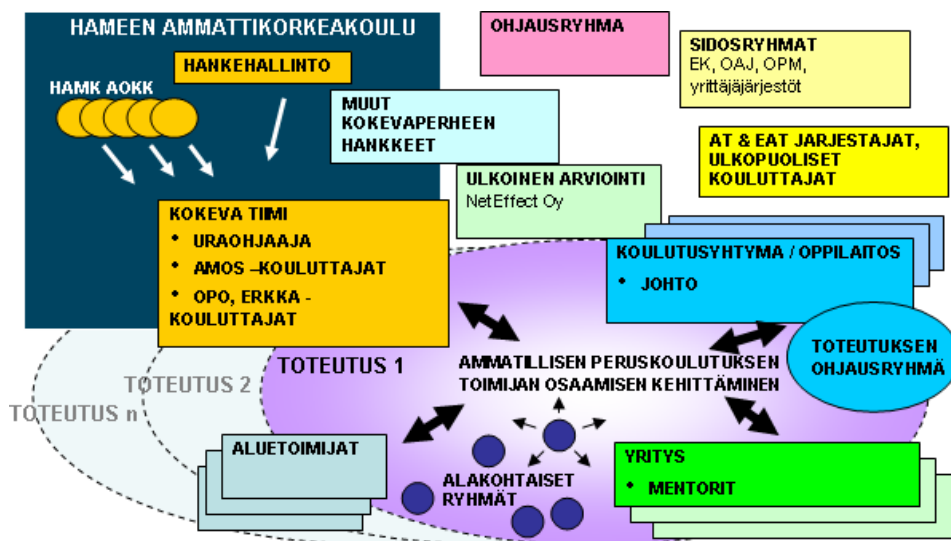 HAMEEN AMMATTIKORKEAKOULU
HANKEHALLINTO
HAMK AOKK
OHJAUSRYHMA
SIDOSRYHMAT
EK, OAJ, OPM,
yrittäjäjärjestöt
MUUT
KOKEVAPERHEEN
HANKKEET
AT & EAT JARJESTAJAT,
ULKOPUOLISET
KOULUTTAJAT
ULKOINEN ARVIOINTI
NetEffect Oy
KOKEVA TIIMI
• URAOHJAAJA
• AMOS –KOULUTTAJAT
• OPO, ERKKA -
KOULUTTAJAT
KOULUTUSYHTYMA / OPPILAITOS
• JOHTO
TOTEUTUKSEN
OHJAUSRYHMÄ
TOTEUTUS 1
TOTEUTUS 2
TOTEUTUS n
AMMATILLISEN PERUSKOULUTUKSEN
TOIMIJAN OSAAMISEN KEHITTÄMINEN
ALUETOIMIJAT
ALAKOHTAISET
RYHMÄT
YRITYS
• MENTORIT